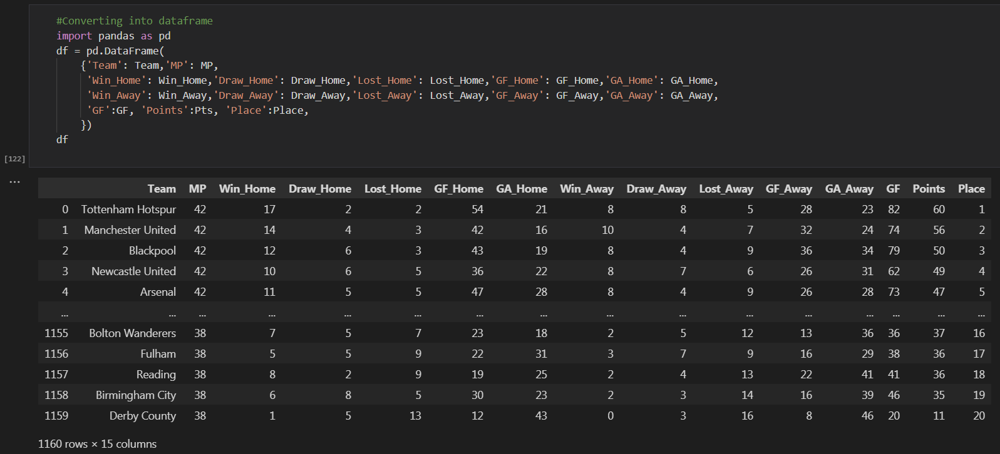 #Converting into dataframe
import pandas as pd
df = pd.DataFrame(
{'Team': Team,'MP': MP,
'Win_Home': Win_Home,'Draw_Home': Draw_Home,'Lost_Home': Lost_Home,'GF_Home': GF_Home,'GA_Home': GA_Home,
'Win_Away': Win_Away,'Draw_Away': Draw_Away,'Lost_Away': Lost_Away,'GF_Away': GF_Away,'GA_Away': GA_Away,
'GF':GF, 'Points':Pts, 'Place':Place,
})
df
[122]
...
Team MP Win_Home Draw_Home Lost_Home GF_Home GA_Home Win_Away Draw_Away Lost_Away GF_Away GA_Away GF Points Place
0 Tottenham Hotspur 42 17 2 2 54 21 8 8 5 28 23 82 60 1
1 Manchester United 42 14 4 3 42 16 10 4 7 32 24 74 56 2
2 Blackpool 42 12 6 3 43 19 8 4 9 36 34 79 50 3
3 Newcastle United 42 10 6 5 36 22 8 7 6 26 31 62 49 4
4 Arsenal 42 11 5 5 47 28 8 4 9 26 28 73 47 5
... ... ... ... ... ... ... ... ... ... ... ... ... ... ... ...
1155 Bolton Wanderers 38 7 5 7 23 18 2 5 12 13 36 36 37 16
1156 Fulham 38 5 5 9 22 31 3 7 9 16 29 38 36 17
1157 Reading 38 8 2 9 19 25 2 4 13 22 41 41 36 18
1158 Birmingham City 38 6 8 5 30 23 2 3 14 16 39 46 35 19
1159 Derby County 38 1 5 13 12 43 0 3 16 8 46 20 11 20
1160 rows × 15 columns